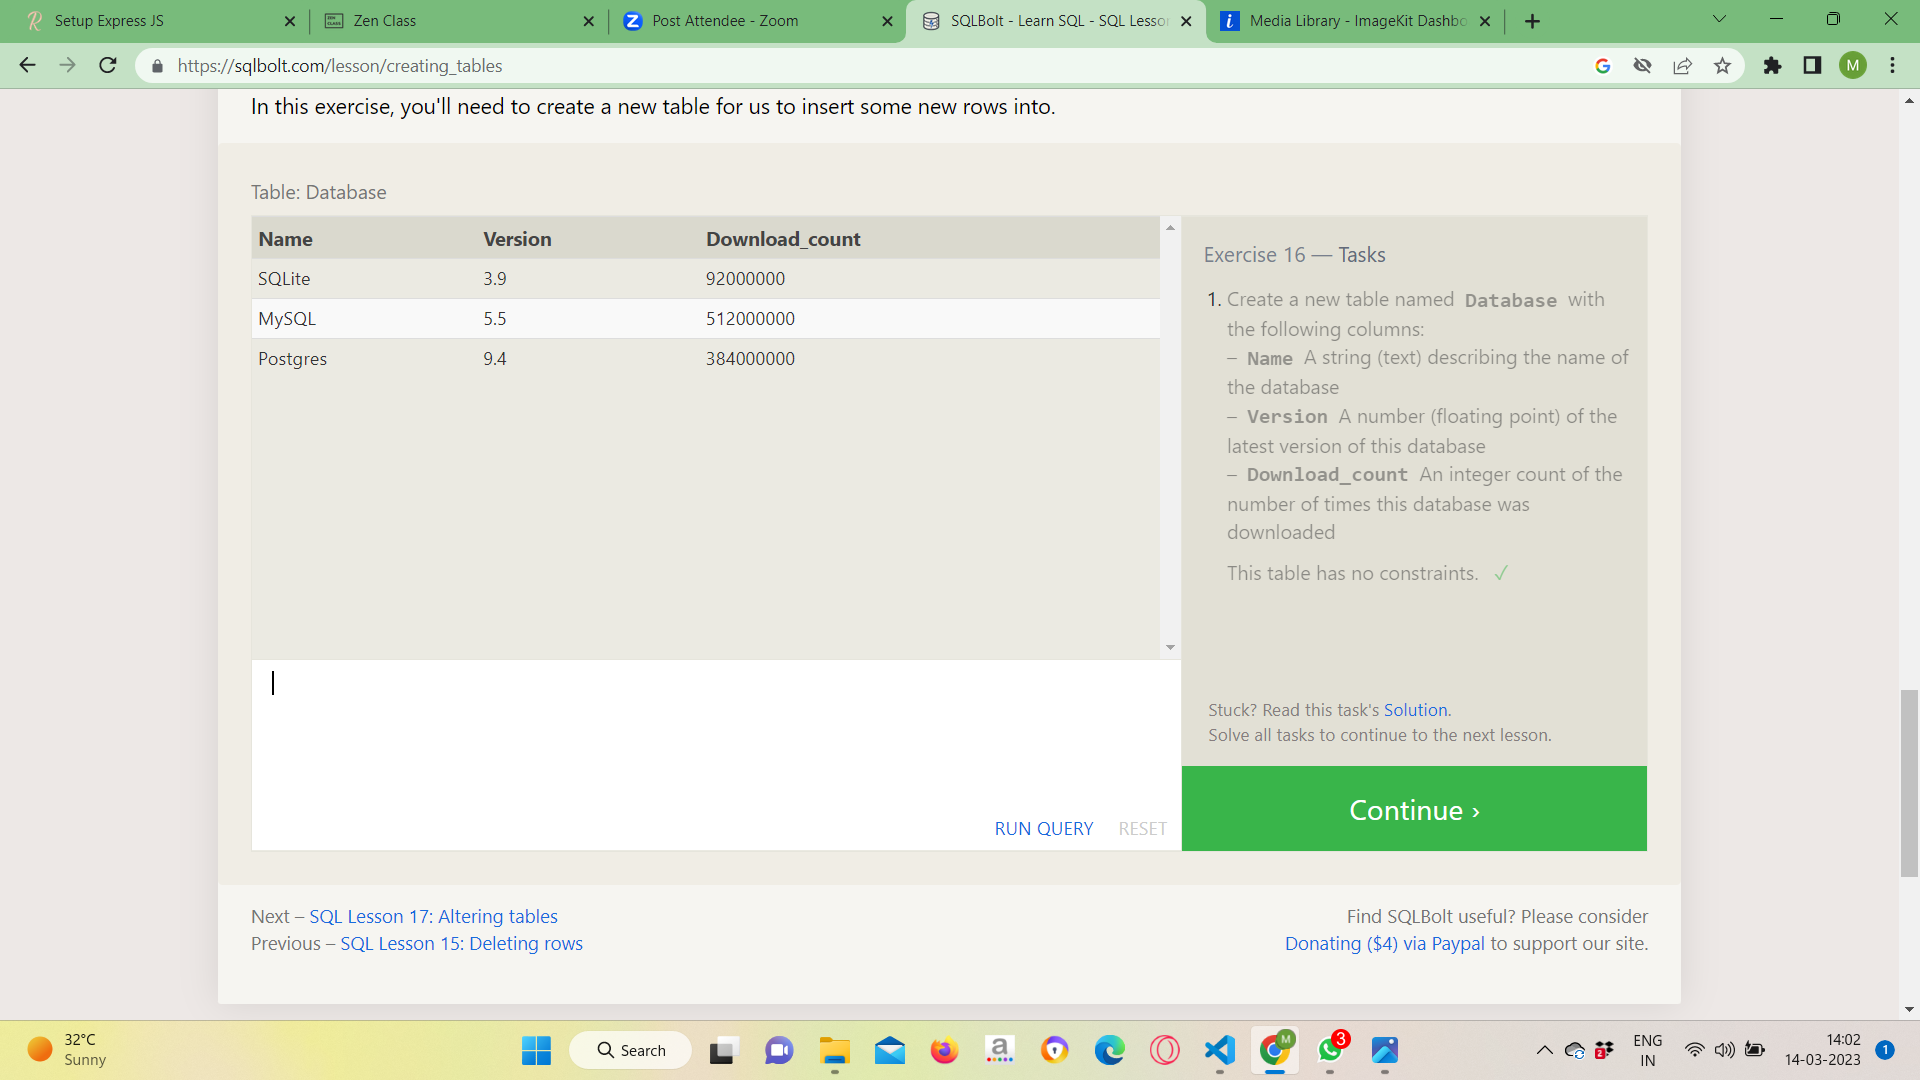 Setup Express JS
Zen Class
Post Attendee - Zoom
SQLBolt - Learn SQL - SQL Lesson
Media Library - ImageKit Dashbo
https://sqlbolt.com/lesson/creating_tables
M
In this exercise, you'll need to create a new table for us to insert some new rows into.
Table: Database
Name Version Download_count
SQLite 3.9 92000000
MySQL 5.5 512000000
Postgres 9.4 384000000
Exercise 16 — Tasks
1. Create a new table named Database with
the following columns:
– Name A string (text) describing the name of
the database
– Version A number (floating point) of the
latest version of this database
– Download_count An integer count of the
number of times this database was
downloaded
This table has no constraints. ✓
Stuck? Read this task's Solution.
Solve all tasks to continue to the next lesson.
RUN QUERY RESET
Continue ›
Next – SQL Lesson 17: Altering tables
Previous – SQL Lesson 15: Deleting rows
Find SQLBolt useful? Please consider
Donating ($4) via Paypal to support our site.
32°C
Sunny
Search
M
3
2
ENG
IN
14:02
14-03-2023
1